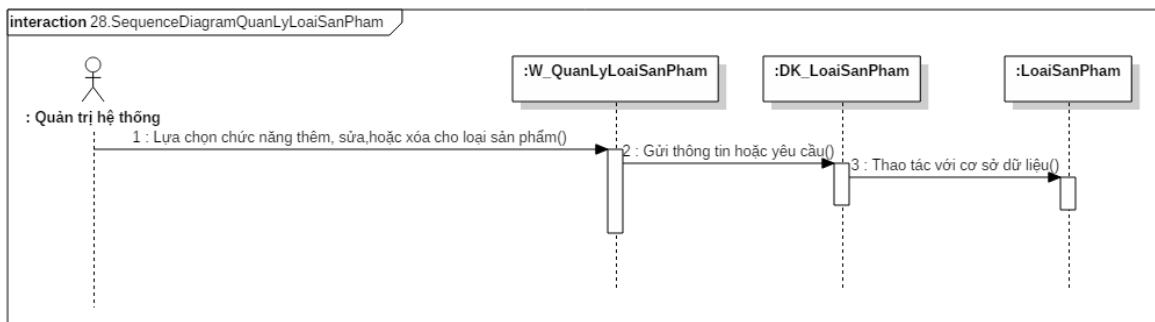 interaction 28.SequenceDiagramQuanLyLoaiSanPham
:W_QuanLyLoaiSanPham
:DK_LoaiSanPham
:LoaiSanPham
: Quản trị hệ thống
1 : Lựa chọn chức năng thêm, sửa,hoặc xóa cho loại sản phẩm()
2 : Gửi thông tin hoặc yêu cầu()
3 : Thao tác với cơ sở dữ liệu()